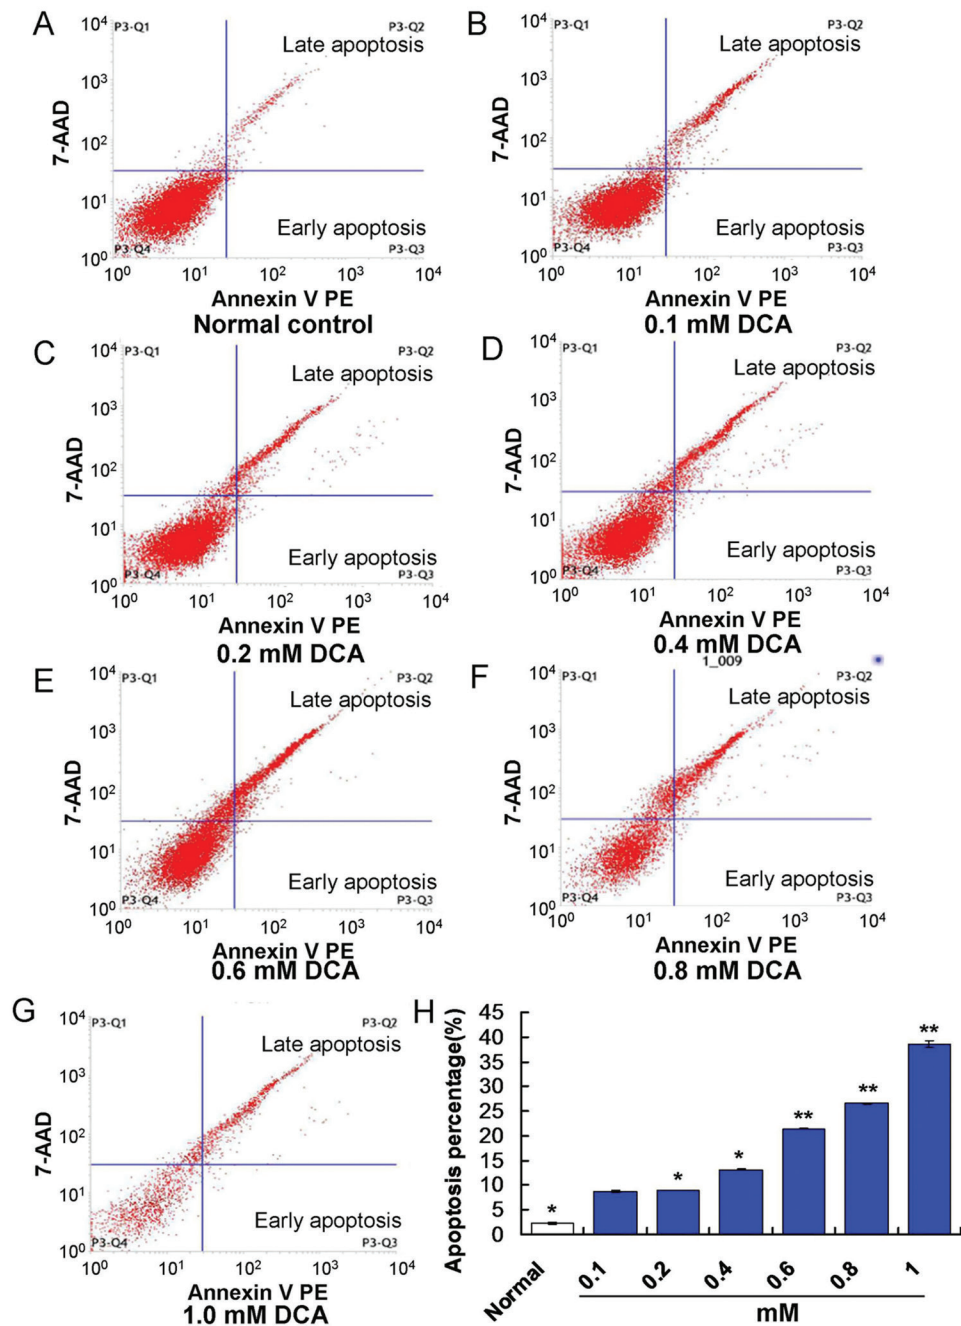 A
P3-Q1
P3-Q2
Late apoptosis
10⁴
10³
10²
10¹
10⁰
7-AAD
Early apoptosis
P3-Q4
P3-Q3
10⁰ 10¹ 10² 10³ 10⁴
Annexin V PE
Normal control
B
P3-Q1
P3-Q2
Late apoptosis
10⁴
10³
10²
10¹
10⁰
7-AAD
Early apoptosis
P3-Q4
P3-Q3
10⁰ 10¹ 10² 10³ 10⁴
Annexin V PE
0.1 mM DCA
C
P3-Q1
P3-Q2
Late apoptosis
10⁴
10³
10²
10¹
10⁰
7-AAD
Early apoptosis
P3-Q4
P3-Q3
10⁰ 10¹ 10² 10³ 10⁴
Annexin V PE
0.2 mM DCA
D
P3-Q1
P3-Q2
Late apoptosis
10⁴
10³
10²
10¹
10⁰
7-AAD
Early apoptosis
P3-Q4
P3-Q3
10⁰ 10¹ 10² 10³ 10⁴
Annexin V PE
0.4 mM DCA
E
P3-Q1
P3-Q2
Late apoptosis
10⁴
10³
10²
10¹
10⁰
7-AAD
Early apoptosis
P3-Q4
P3-Q3
10⁰ 10¹ 10² 10³ 10⁴
Annexin V PE
0.6 mM DCA
F
1_009
P3-Q1
P3-Q2
Late apoptosis
10⁴
10³
10²
10¹
10⁰
7-AAD
Early apoptosis
P3-Q4
P3-Q3
10⁰ 10¹ 10² 10³ 10⁴
Annexin V PE
0.8 mM DCA
G
P3-Q1
P3-Q2
Late apoptosis
10⁴
10³
10²
10¹
10⁰
7-AAD
Early apoptosis
P3-Q4
P3-Q3
10⁰ 10¹ 10² 10³ 10⁴
Annexin V PE
1.0 mM DCA
H
Apoptosis percentage(%)
45
40
35
30
25
20
15
10
5
0
* * * ** ** **
Normal 0.1 0.2 0.4 0.6 0.8 1
mM